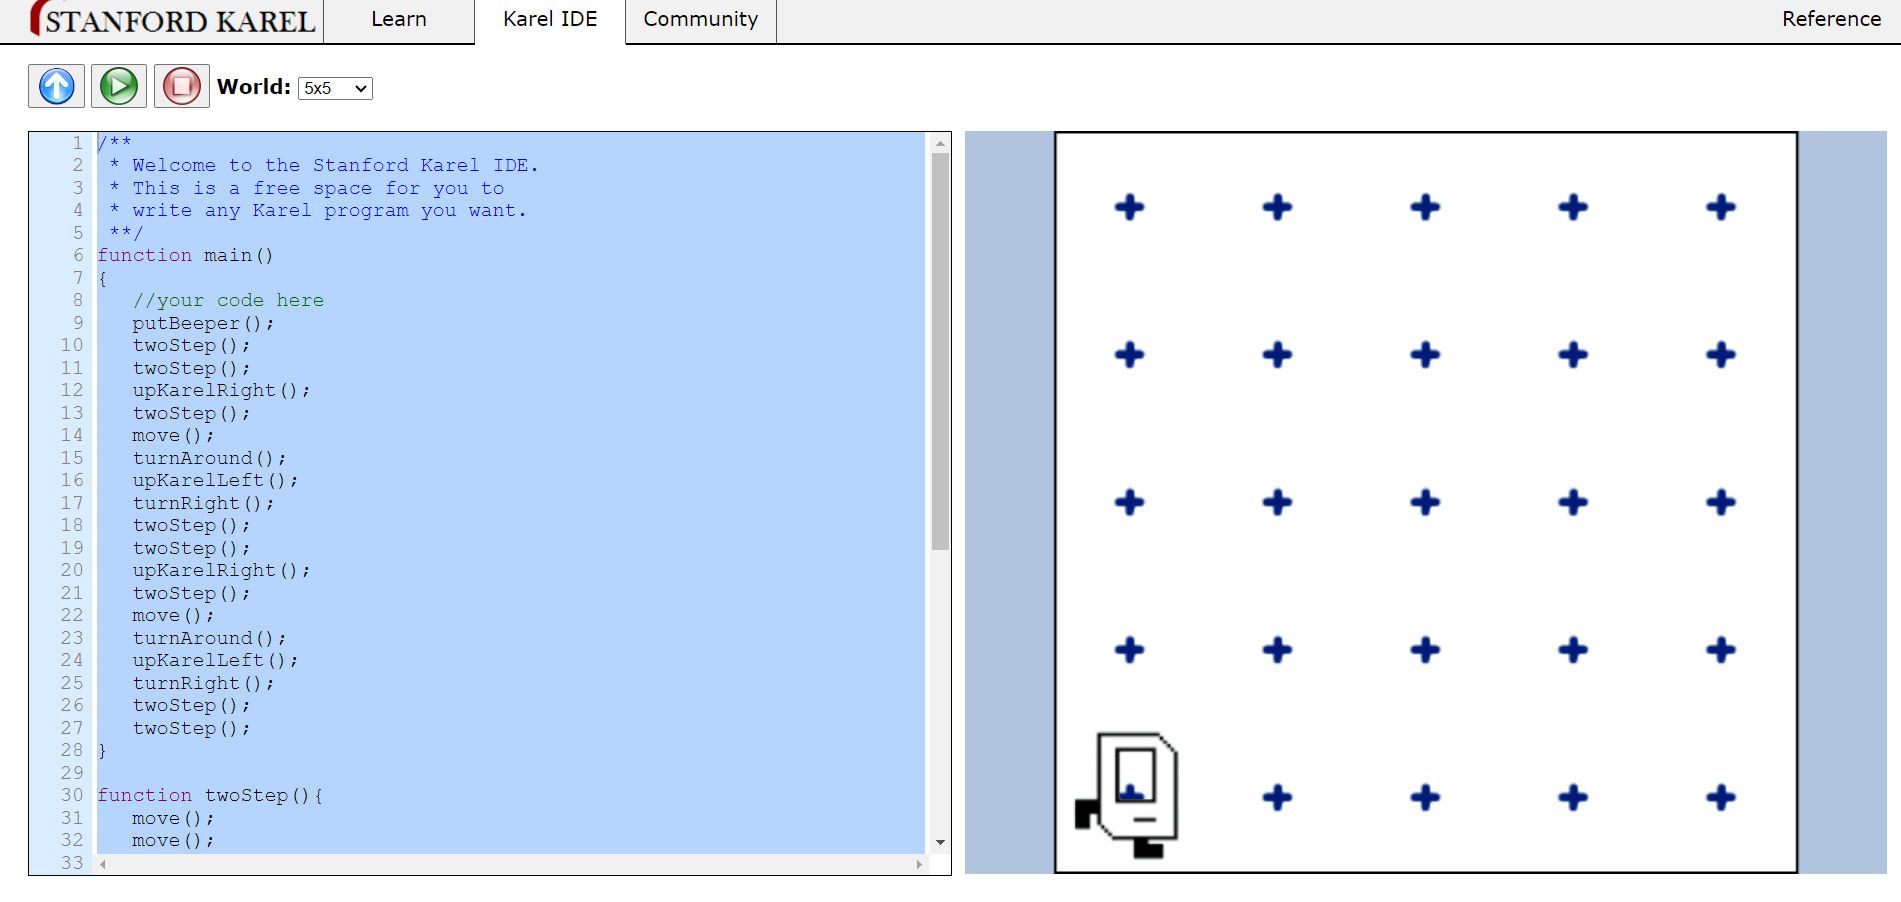 STANFORD KAREL Learn Karel IDE Community Reference
World: 5x5
1 /**
2 * Welcome to the Stanford Karel IDE.
3 * This is a free space for you to
4 * write any Karel program you want.
5 **/
6 function main()
7 {
8 //your code here
9 putBeeper();
10 twoStep();
11 twoStep();
12 upKarelRight();
13 twoStep();
14 move();
15 turnAround();
16 upKarelLeft();
17 turnRight();
18 twoStep();
19 twoStep();
20 upKarelRight();
21 twoStep();
22 move();
23 turnAround();
24 upKarelLeft();
25 turnRight();
26 twoStep();
27 twoStep();
28 }
29
30 function twoStep(){
31 move();
32 move();
33